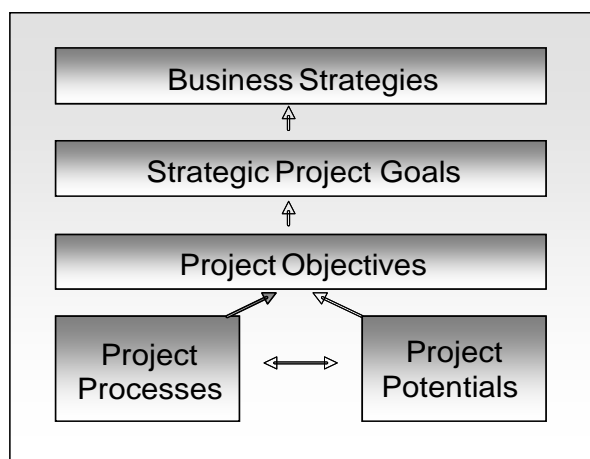 Business Strategies
Strategic Project Goals
Project Objectives
Project
Processes
Project
Potentials